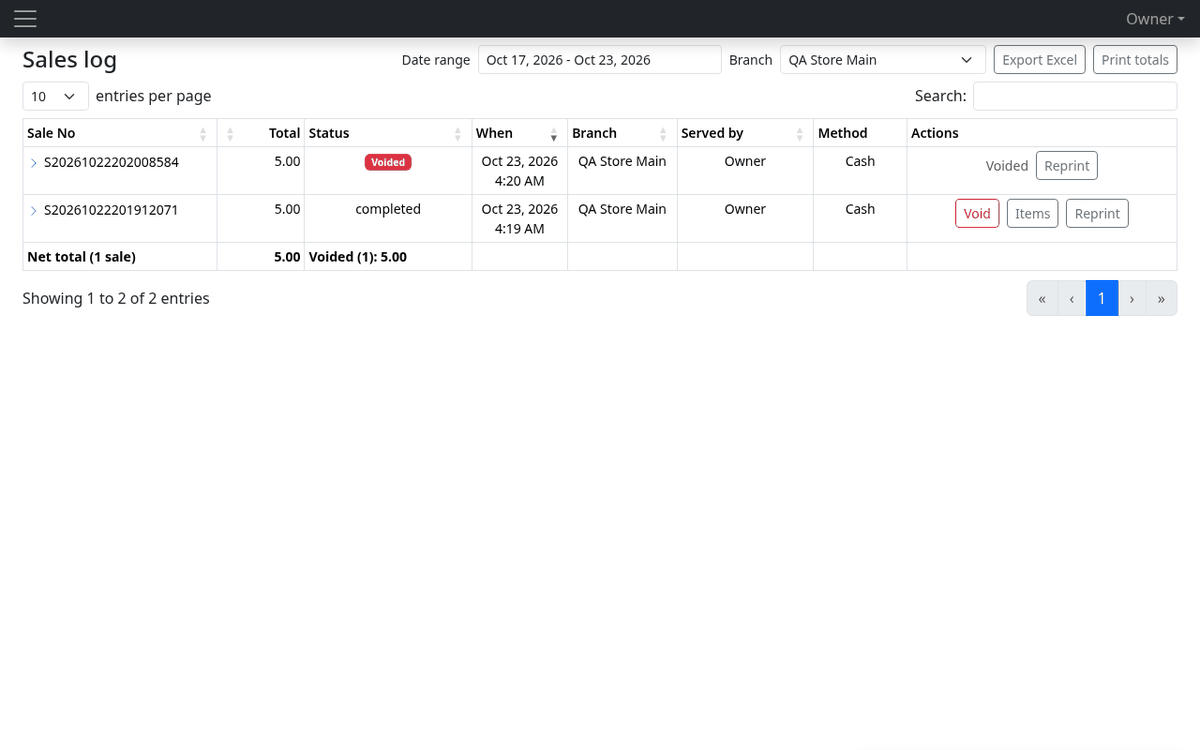 Owner
Sales log
Date range Oct 17, 2026 - Oct 23, 2026 Branch QA Store Main Export Excel Print totals
10 entries per page Search:
Sale No Total Status When Branch Served by Method Actions
S20261022202008584 5.00 Voided Oct 23, 2026 4:20 AM QA Store Main Owner Cash Voided Reprint
S20261022201912071 5.00 completed Oct 23, 2026 4:19 AM QA Store Main Owner Cash Void Items Reprint
Net total (1 sale) 5.00 Voided (1): 5.00
Showing 1 to 2 of 2 entries « ‹ 1 › »